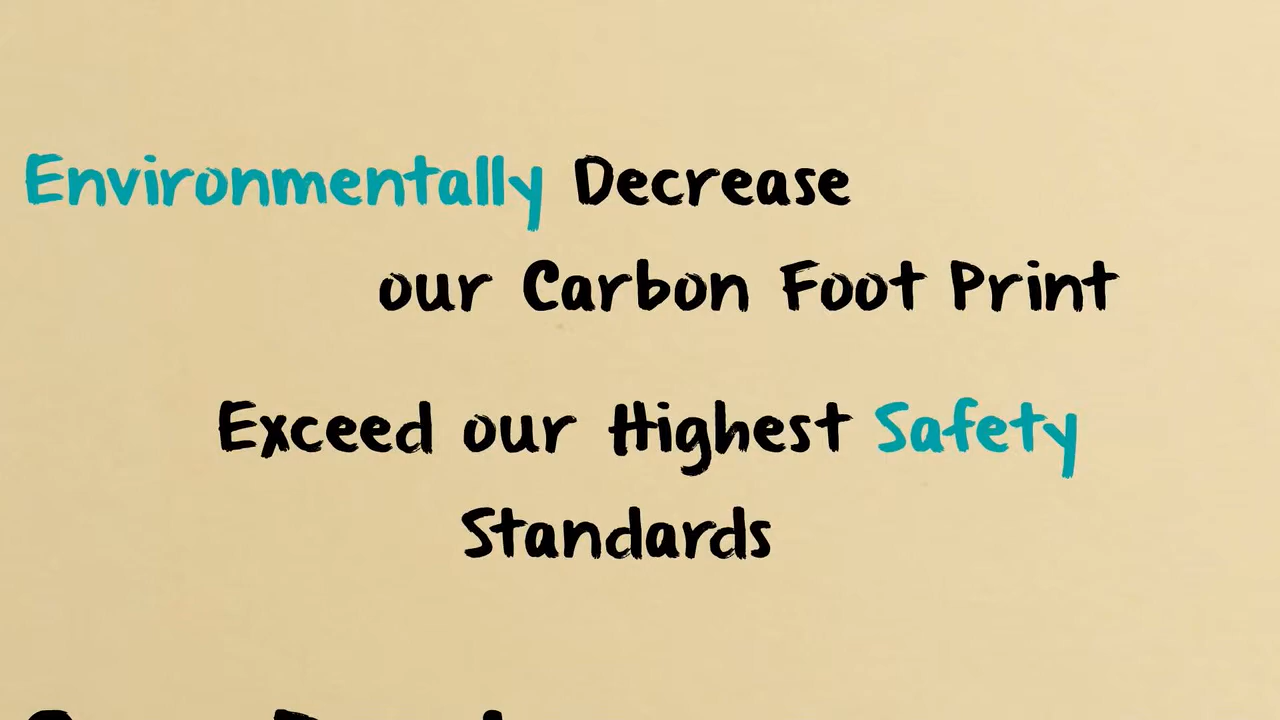 Environmentally Decrease
our Carbon Foot Print
Exceed our Highest Safety
Standards